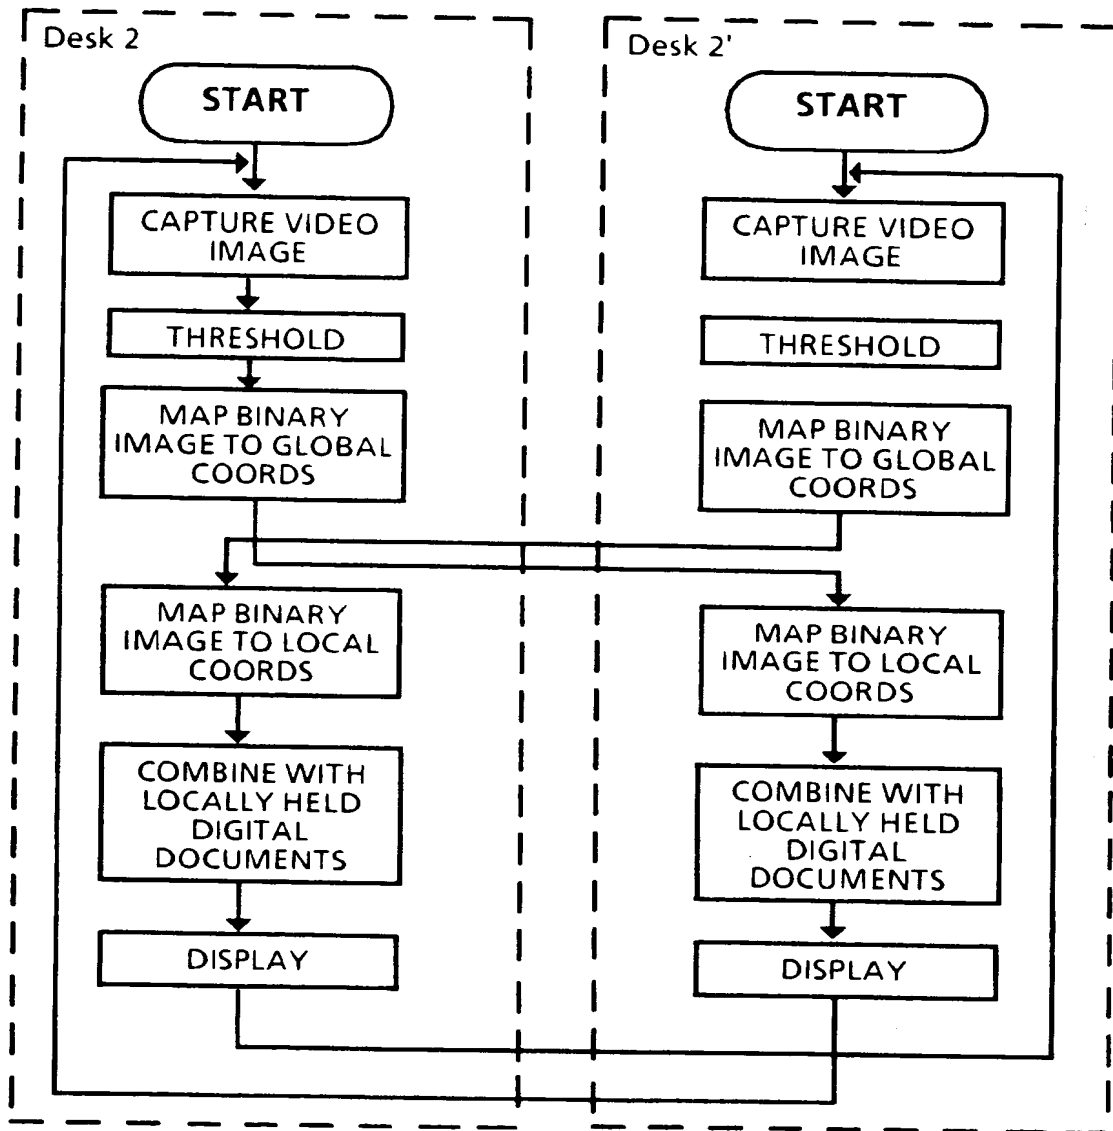 Desk 2
START
CAPTURE VIDEO
IMAGE
THRESHOLD
MAP BINARY
IMAGE TO GLOBAL
COORDS
MAP BINARY
IMAGE TO LOCAL
COORDS
COMBINE WITH
LOCALLY HELD
DIGITAL
DOCUMENTS
DISPLAY
Desk 2'
START
CAPTURE VIDEO
IMAGE
THRESHOLD
MAP BINARY
IMAGE TO GLOBAL
COORDS
MAP BINARY
IMAGE TO LOCAL
COORDS
COMBINE WITH
LOCALLY HELD
DIGITAL
DOCUMENTS
DISPLAY